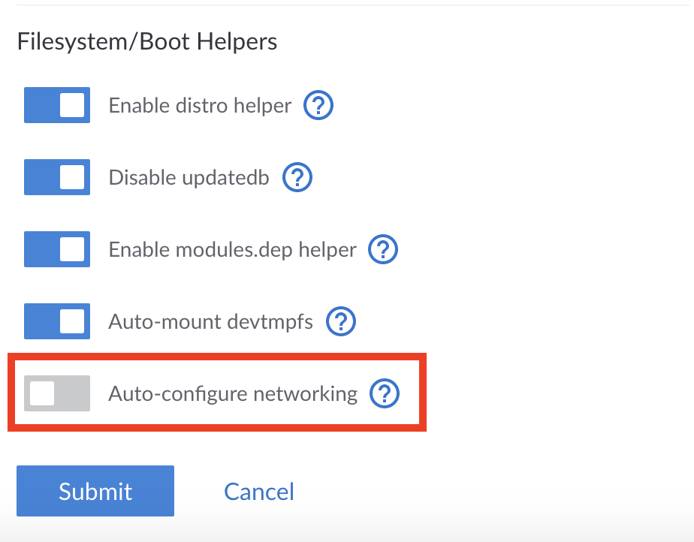 Filesystem/Boot Helpers
Enable distro helper ?
Disable updatedb ?
Enable modules.dep helper ?
Auto-mount devtmpfs ?
Auto-configure networking ?
Submit Cancel